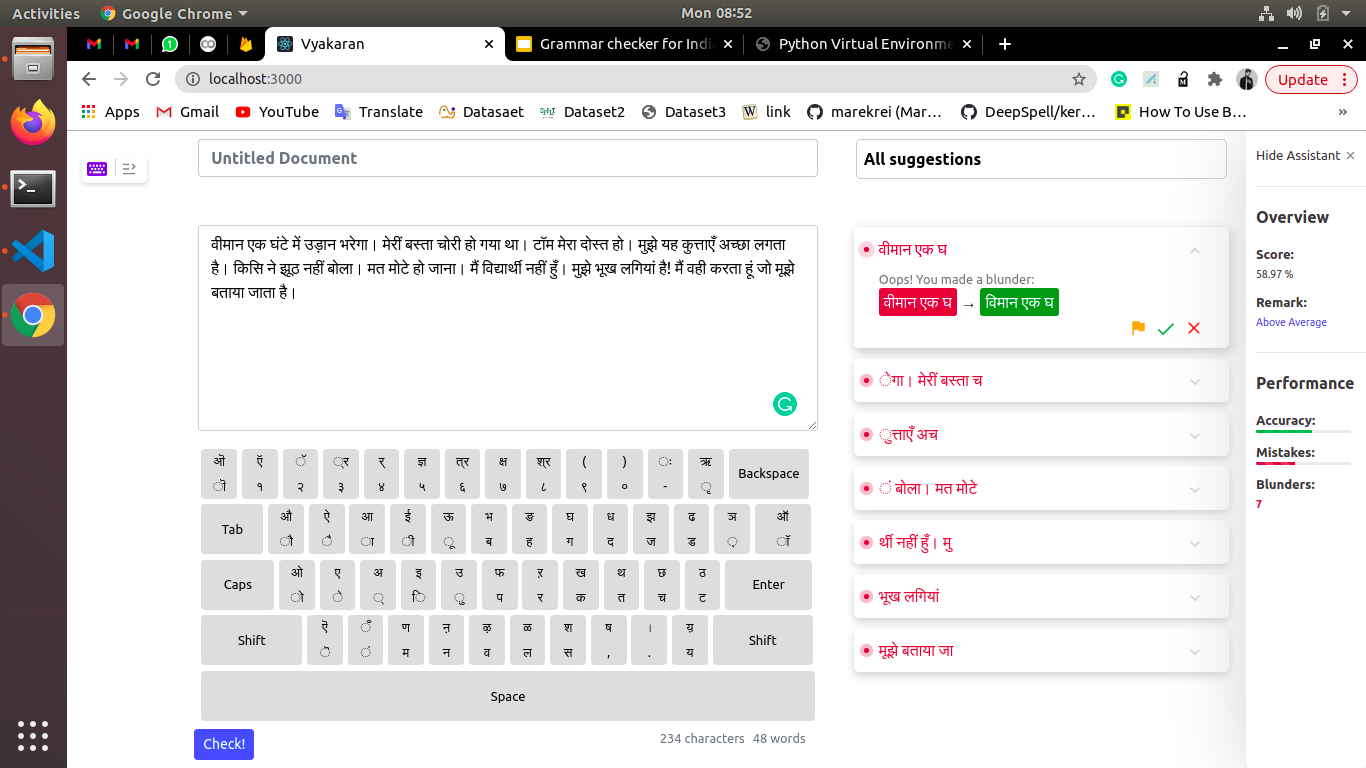 Activities Google Chrome Mon 08:52
Vyakaran Grammar checker for Indi Python Virtual Environme
localhost:3000 Update
Apps Gmail YouTube Translate Datasaet Dataset2 Dataset3 link marekrei (Mar… DeepSpell/ker… How To Use B… »
Untitled Document
All suggestions
Hide Assistant ×
वीमान एक घंटे में उड़ान भरेगा। मेरीं बस्ता चोरी हो गया था। टॉम मेरा दोस्त हो। मुझे यह कुत्ताएँ अच्छा लगता
है। किसि ने झूठ नहीं बोला। मत मोटे हो जाना। मैं विद्यार्थी नहीं हुँ। मुझे भूख लगियां है! मैं वही करता हूं जो मूझे
बताया जाता है।
वीमान एक घ
Oops! You made a blunder:
वीमान एक घ → विमान एक घ
ेगा। मेरीं बस्ता च
ुत्ताएँ अच
ं बोला। मत मोटे
र्थी नहीं हुँ। मु
भूख लगियां
मूझे बताया जा
Overview
Score:
58.97 %
Remark:
Above Average
Performance
Accuracy:
Mistakes:
Blunders:
7
ऒ ऍ ॅ ्र र् ज्ञ त्र क्ष श्र ( ) ः ऋ Backspace
ॊ १ २ ३ ४ ५ ६ ७ ८ ९ ० - ृ
Tab औ ऐ आ ई ऊ भ ङ घ ध झ ढ ञ ऑ
ौ ै ा ी ू ब ह ग द ज ड ़ ॉ
Caps ओ ए अ इ उ फ ऱ ख थ छ ठ Enter
ो े ् ि ु प र क त च ट
Shift ऎ ँ ण ऩ ऴ ळ श ष । य़ Shift
ॆ ं म न व ल स , . य
Space
Check! 234 characters 48 words